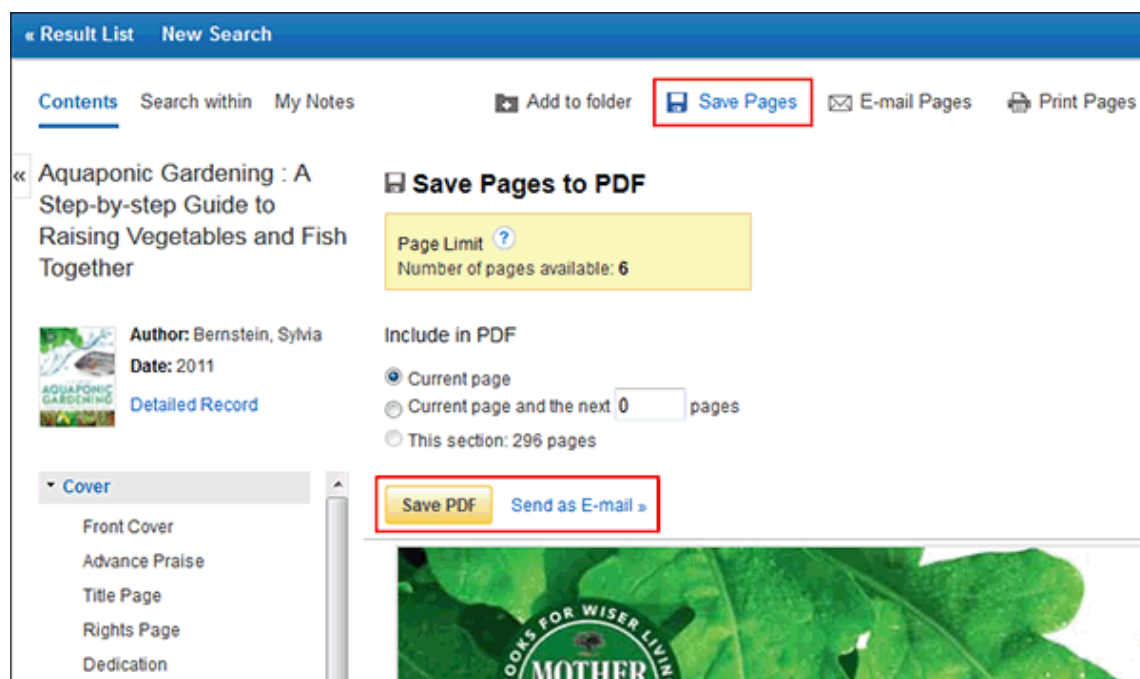 « Result List New Search
Contents Search within My Notes Add to folder Save Pages E-mail Pages Print Pages
«
Aquaponic Gardening : A
Step-by-step Guide to
Raising Vegetables and Fish
Together
Author: Bernstein, Sylvia
Date: 2011
Detailed Record
AQUAPONIC
GARDENING
Cover
Front Cover
Advance Praise
Title Page
Rights Page
Dedication
Save Pages to PDF
Page Limit ?
Number of pages available: 6
Include in PDF
Current page
Current page and the next 0 pages
This section: 296 pages
Save PDF Send as E-mail »
FOR WISER
MOTHER